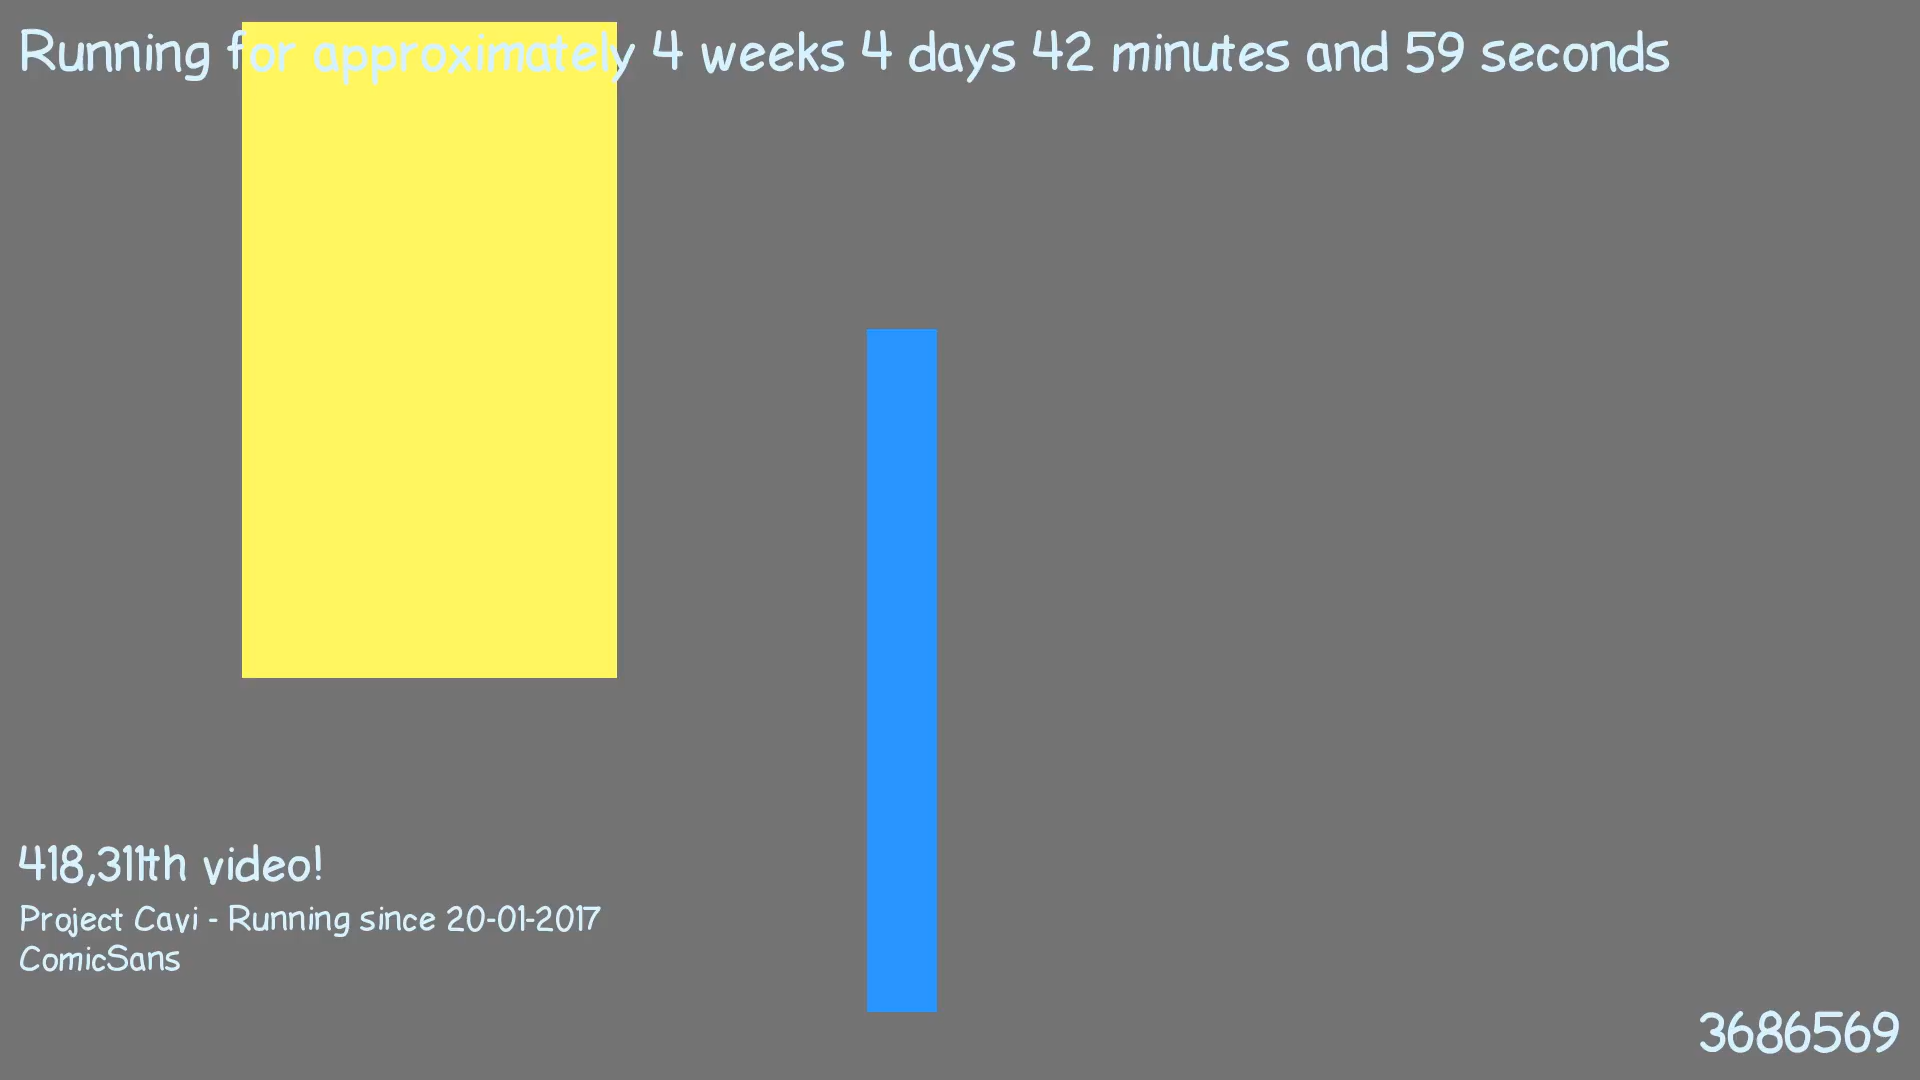 Running for approximately 4 weeks 4 days 42 minutes and 59 seconds
418,311th video!
Project Cavi - Running since 20-01-2017
ComicSans
3686569